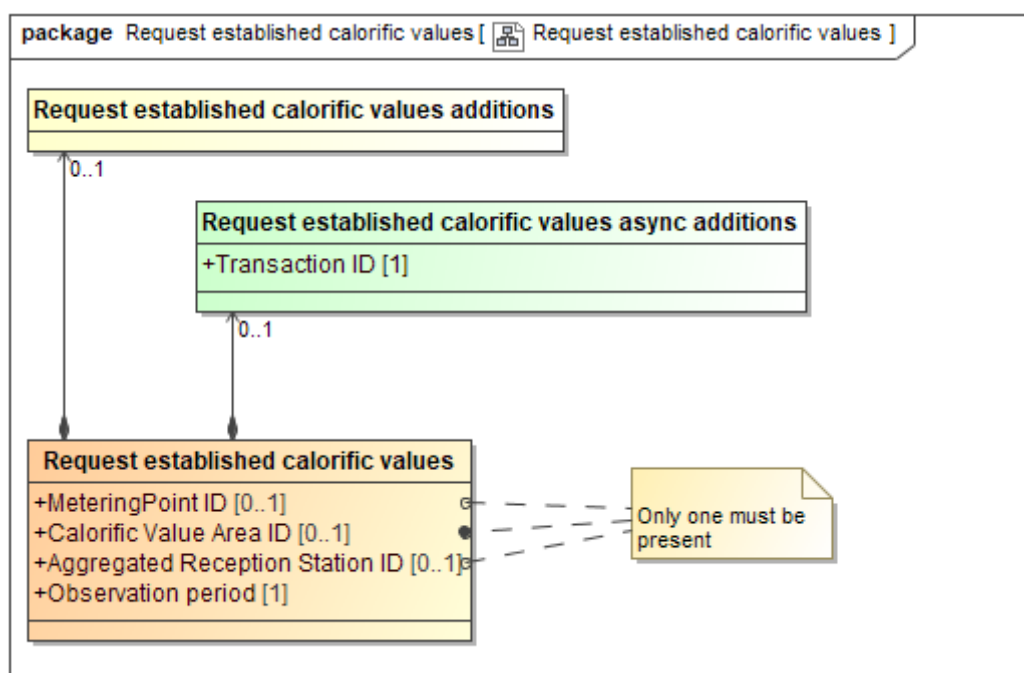 package Request established calorific values [ Request established calorific values ]
Request established calorific values additions
0..1
Request established calorific values async additions
+Transaction ID [1]
0..1
Request established calorific values
+MeteringPoint ID [0..1]
+Calorific Value Area ID [0..1]
+Aggregated Reception Station ID [0..1]
+Observation period [1]
Only one must be
present